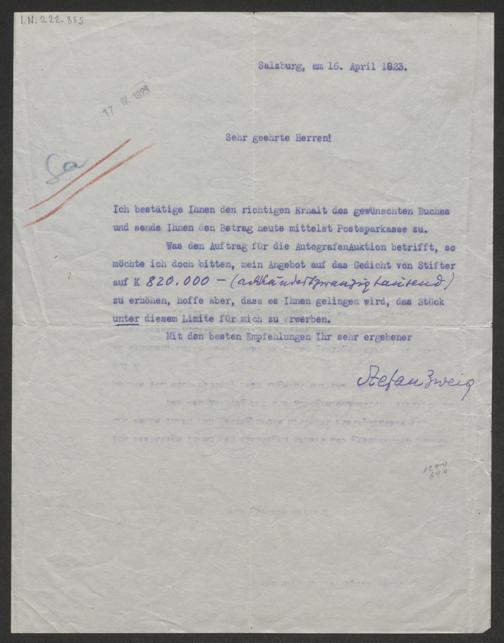 I.N. 222.855
Salzburg, am 16. April 1923.
17 IV. 1923
Sehr geehrte Herren!
Ich bestätige Ihnen den richtigen Erhalt des gewünschten Buches
und sende Ihnen den Betrag heute mittelst Postsparkasse zu.
Was den Auftrag für die AutografenAuktion betrifft, so
möchte ich doch bitten, mein Angebot auf das Gedicht von Stifter
auf K 820.000 – (achthundertzwanzigtausend)
zu erhöhen, hoffe aber, dass es Ihnen gelingen wird, das Stück
unter diesem Limite für mich zu erwerben.
Mit den besten Empfehlungen Ihr sehr ergebener
Stefan Zweig